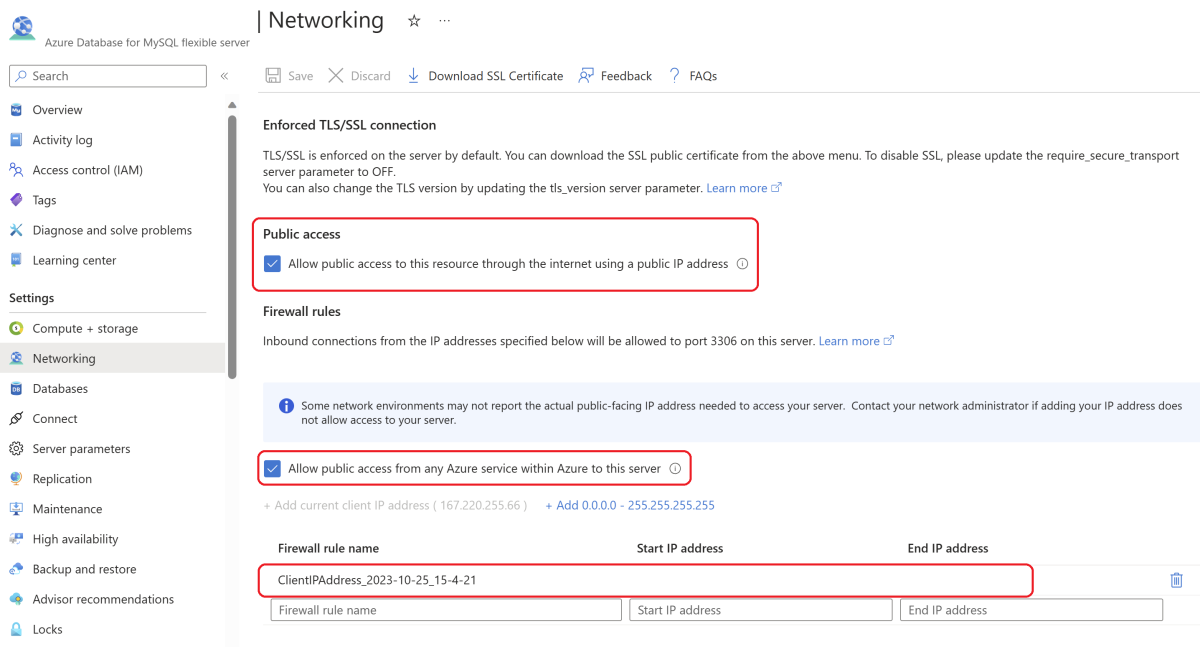 | Networking
Azure Database for MySQL flexible server
Search
Save
Discard
Download SSL Certificate
Feedback
FAQs
Overview
Activity log
Access control (IAM)
Tags
Diagnose and solve problems
Learning center
Settings
Compute + storage
Networking
Databases
Connect
Server parameters
Replication
Maintenance
High availability
Backup and restore
Advisor recommendations
Locks
Enforced TLS/SSL connection
TLS/SSL is enforced on the server by default. You can download the SSL public certificate from the above menu. To disable SSL, please update the require_secure_transport
server parameter to OFF.
You can also change the TLS version by updating the tls_version server parameter. Learn more
Public access
Allow public access to this resource through the internet using a public IP address
Firewall rules
Inbound connections from the IP addresses specified below will be allowed to port 3306 on this server. Learn more
Some network environments may not report the actual public-facing IP address needed to access your server. Contact your network administrator if adding your IP address does
not allow access to your server.
Allow public access from any Azure service within Azure to this server
+ Add current client IP address ( 167.220.255.66 ) + Add 0.0.0.0 - 255.255.255.255
Firewall rule name Start IP address End IP address
ClientIPAddress_2023-10-25_15-4-21
Firewall rule name Start IP address End IP address